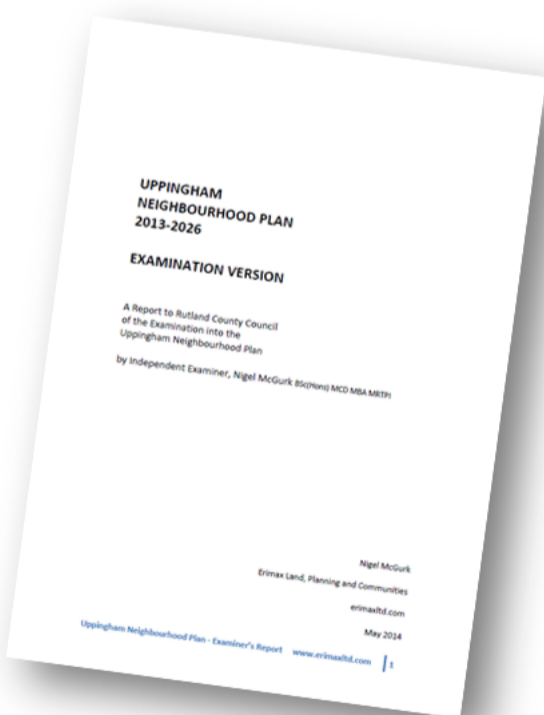 UPPINGHAM
NEIGHBOURHOOD PLAN
2013-2026
EXAMINATION VERSION
A Report to Rutland County Council
of the Examination into the
Uppingham Neighbourhood Plan
by Independent Examiner, Nigel McGurk BSc(Hons) MCD MBA MRTPI
Nigel McGurk
Erimax Land, Planning and Communities
erimaxltd.com
May 2014
Uppingham Neighbourhood Plan - Examiner's Report www.erimaxltd.com 1